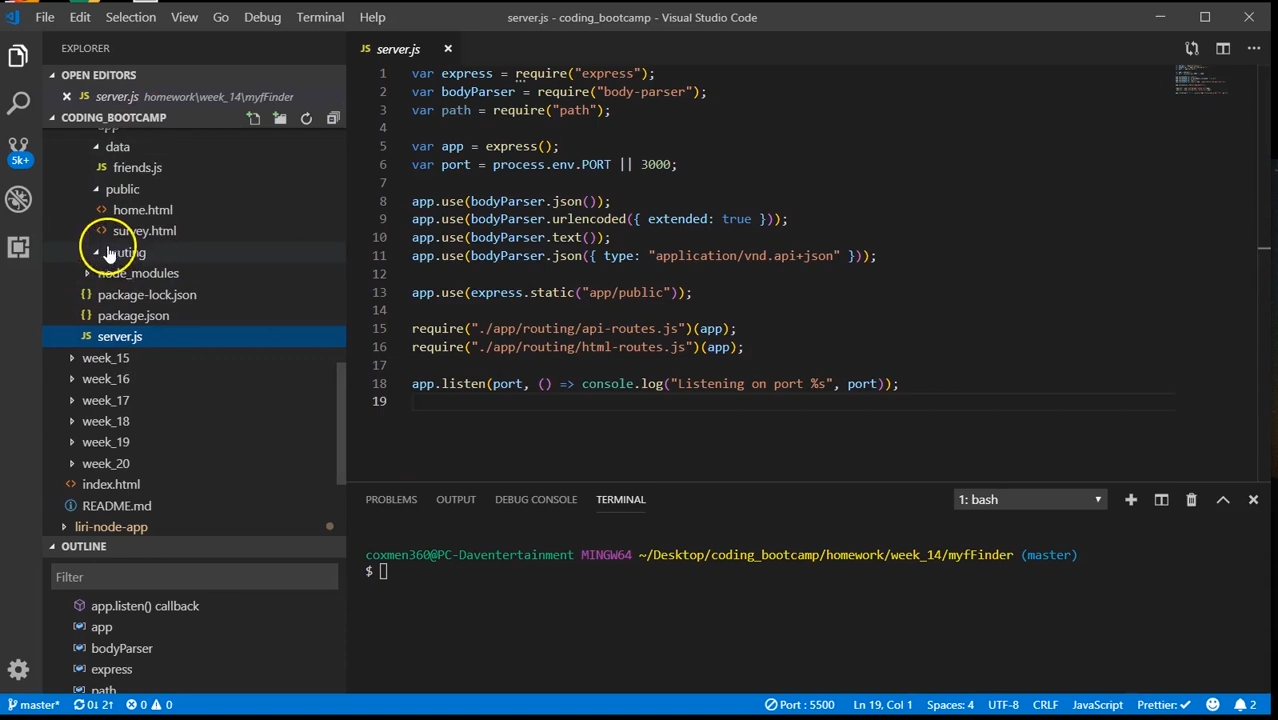 File Edit Selection View Go Debug Terminal Help
server.js - coding_bootcamp - Visual Studio Code
EXPLORER
OPEN EDITORS
server.js homework\week_14\myfFinder
CODING_BOOTCAMP
app
data
JS friends.js
public
<> home.html
<> survey.html
node_modules
{} package-lock.json
{} package.json
JS server.js
week_15
week_16
week_17
week_18
week_19
week_20
<> index.html
README.md
liri-node-app
OUTLINE
Filter
app.listen() callback
app
bodyParser
express
path
5k+
JS server.js
1 var express = require("express");
2 var bodyParser = require("body-parser");
3 var path = require("path");
4
5 var app = express();
6 var port = process.env.PORT || 3000;
7
8 app.use(bodyParser.json());
9 app.use(bodyParser.urlencoded({ extended: true }));
10 app.use(bodyParser.text());
11 app.use(bodyParser.json({ type: "application/vnd.api+json" }));
12
13 app.use(express.static("app/public"));
14
15 require("./app/routing/api-routes.js")(app);
16 require("./app/routing/html-routes.js")(app);
17
18 app.listen(port, () => console.log("Listening on port %s", port));
19
PROBLEMS OUTPUT DEBUG CONSOLE TERMINAL
1: bash
coxmen360@PC-Daventertainment MINGW64 ~/Desktop/coding_bootcamp/homework/week_14/myfFinder (master)
$
master* 0↓ 2↑ 0 0 Port : 5500 Ln 19, Col 1 Spaces: 4 UTF-8 CRLF JavaScript Prettier: ✓ 2